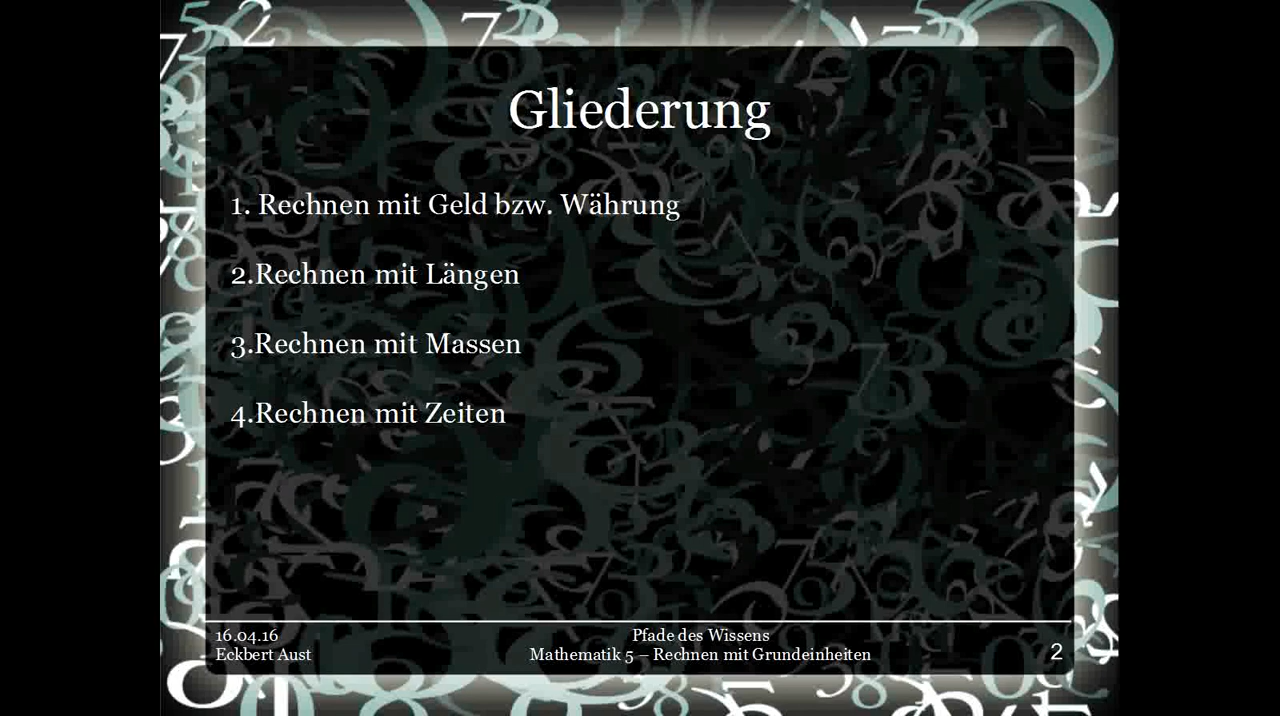 Gliederung
1. Rechnen mit Geld bzw. Währung
2.Rechnen mit Längen
3.Rechnen mit Massen
4.Rechnen mit Zeiten
16.04.16
Eckbert Aust
Pfade des Wissens
Mathematik 5 – Rechnen mit Grundeinheiten
2